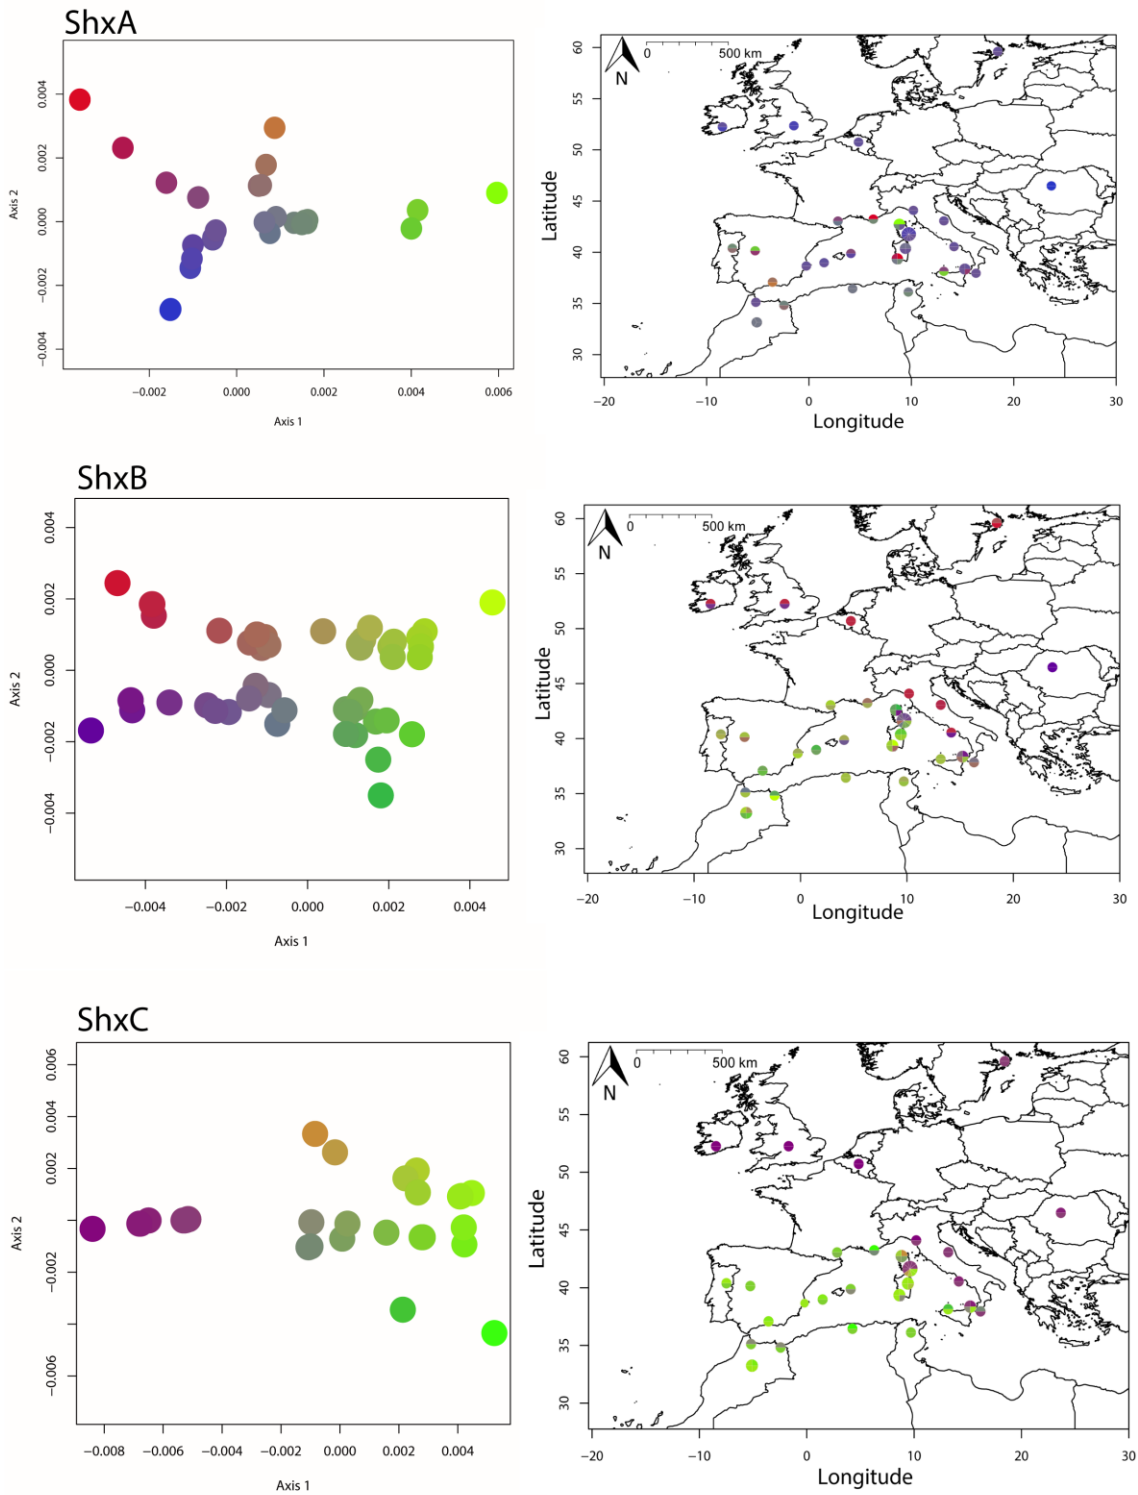 ShxA
Axis 2
0.004
0.002
0.000
−0.002
−0.004
−0.002 0.000 0.002 0.004 0.006
Axis 1
Latitude
60
55
50
45
40
35
30
N
0 500 km
−20 −10 0 10 20 30
Longitude
ShxB
Axis 2
0.004
0.002
0.000
−0.002
−0.004
−0.004 −0.002 0.000 0.002 0.004
Axis 1
Latitude
60
55
50
45
40
35
30
N
0 500 km
−20 −10 0 10 20 30
Longitude
ShxC
Axis 2
0.006
0.004
0.002
−0.002
−0.006
−0.008 −0.006 −0.004 −0.002 0.000 0.002 0.004
Axis 1
Latitude
60
55
50
45
40
35
30
N
0 500 km
−20 −10 0 10 20 30
Longitude